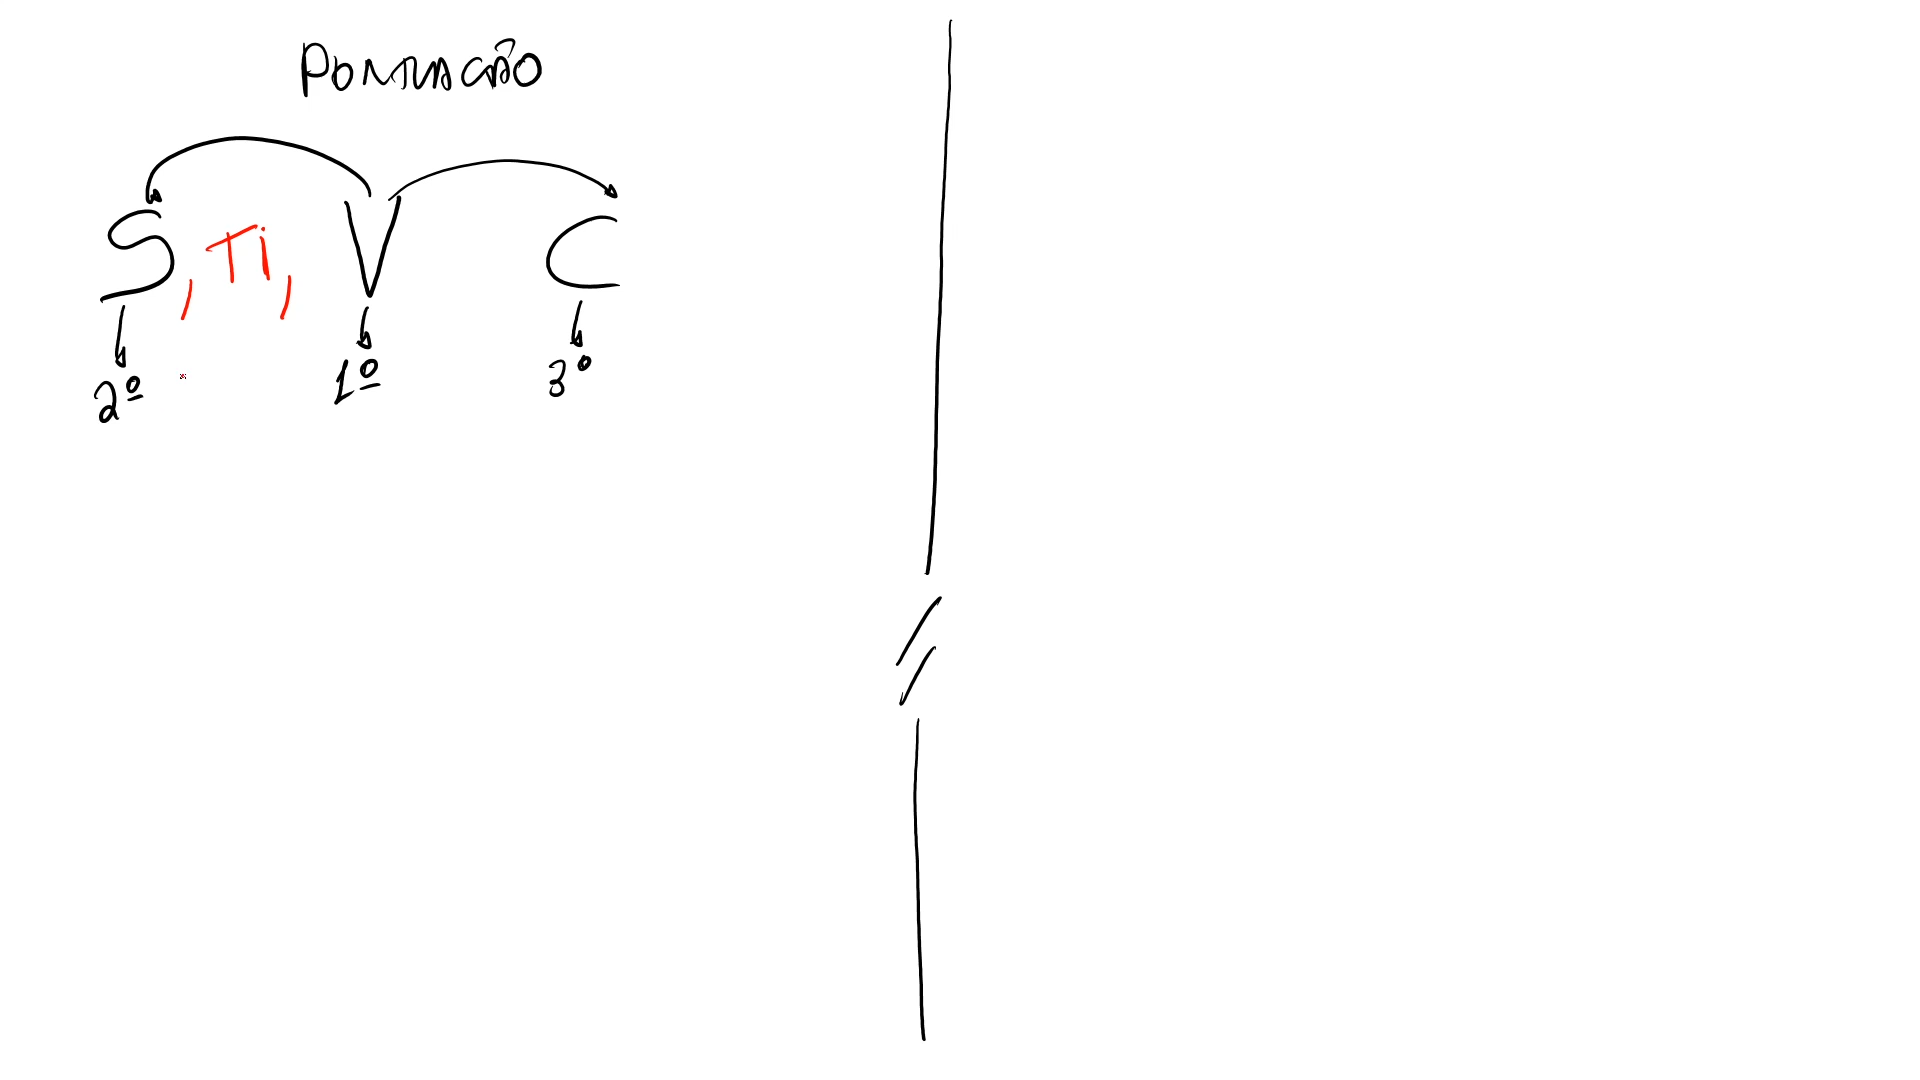 Pontuação
S , Ti , V C
2º 1º 3º